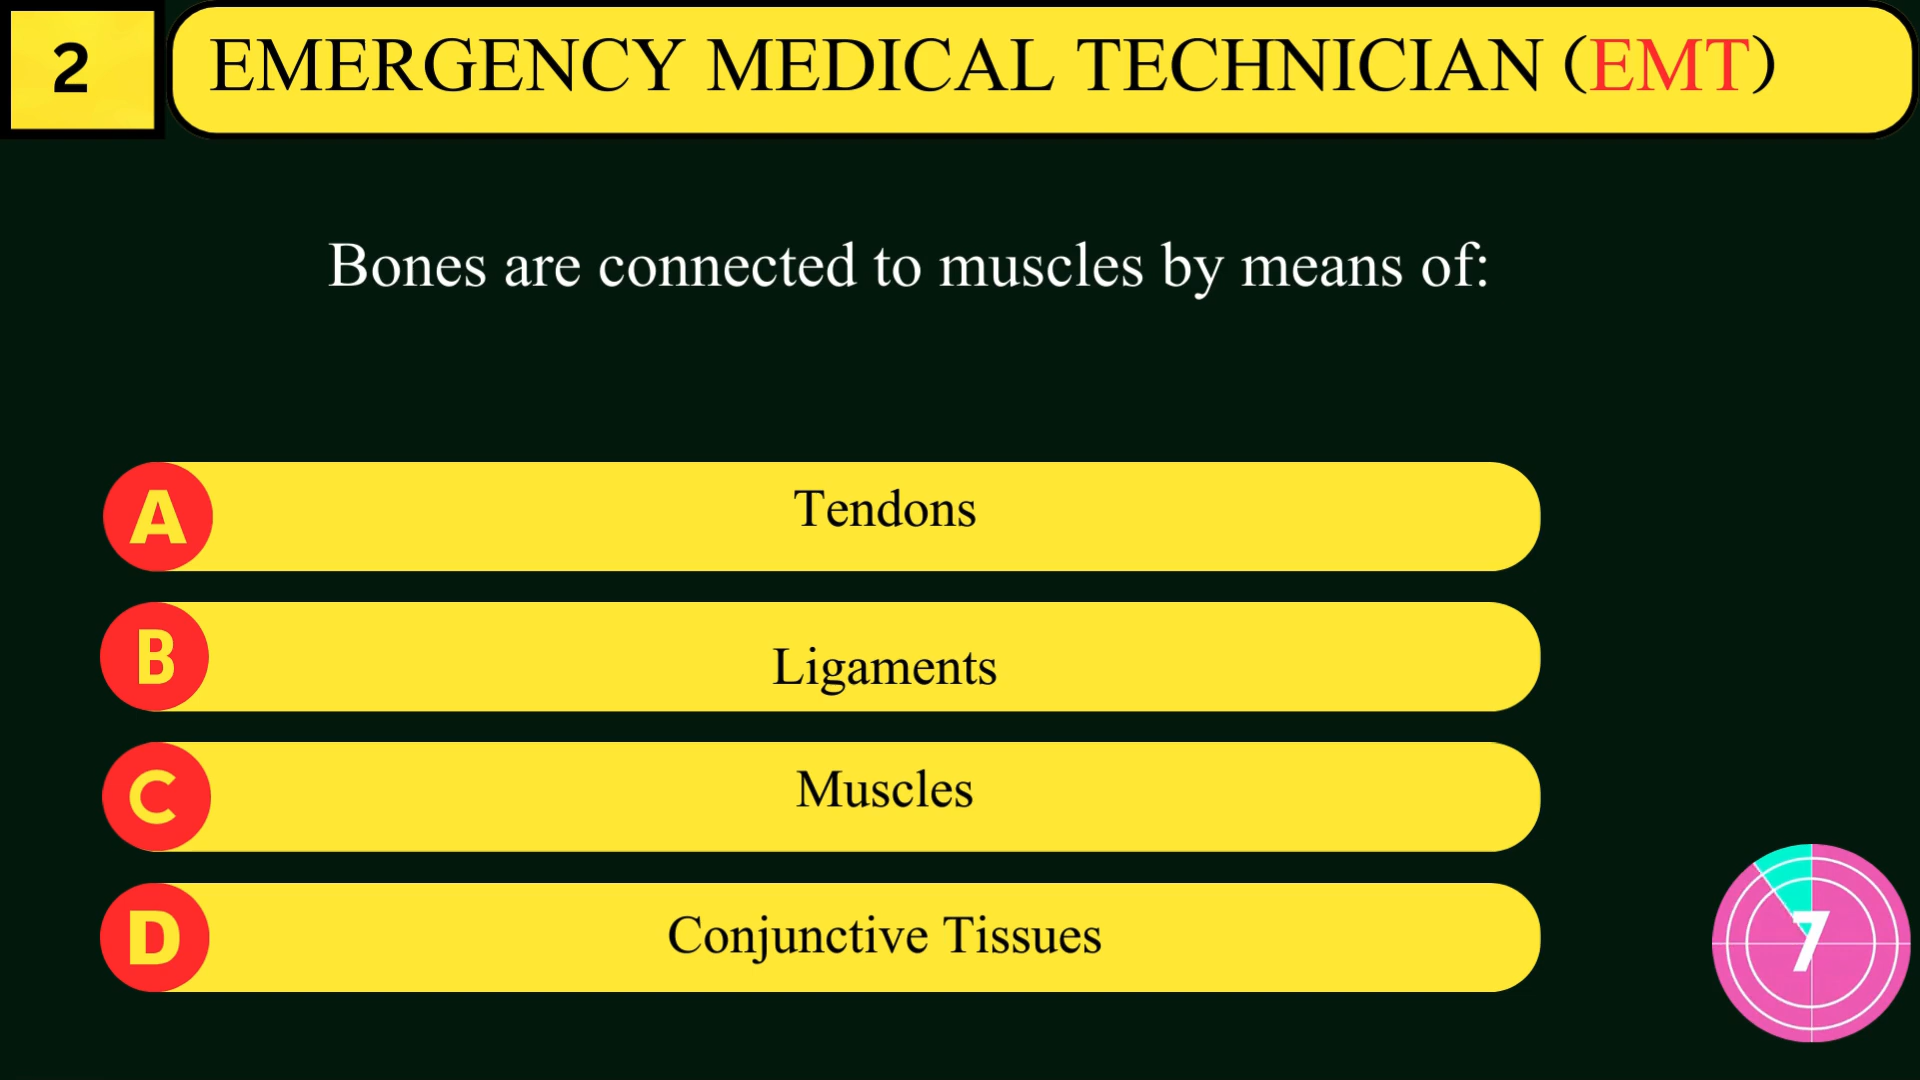 2
EMERGENCY MEDICAL TECHNICIAN (EMT)
Bones are connected to muscles by means of:
A
Tendons
B
Ligaments
C
Muscles
D
Conjunctive Tissues
7